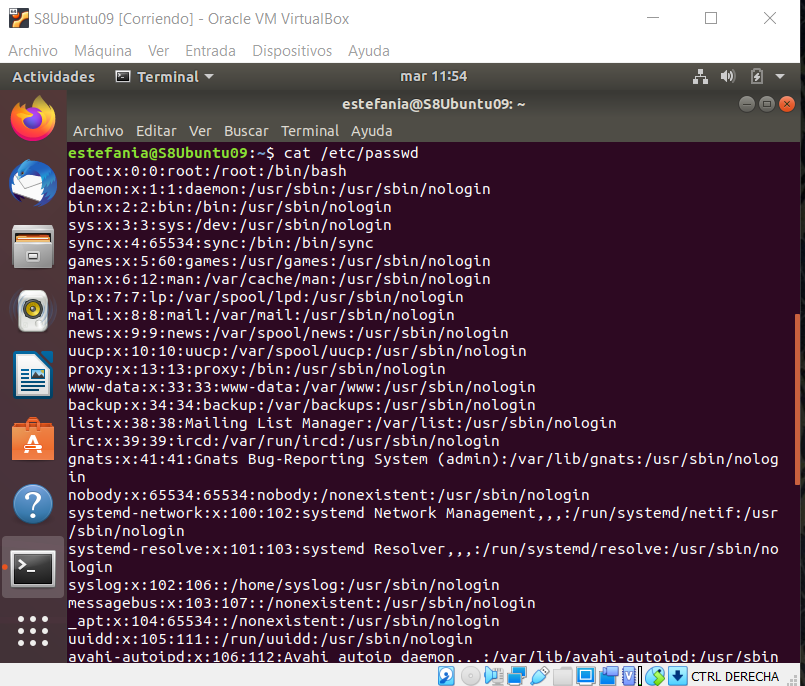 S8Ubuntu09 [Corriendo] - Oracle VM VirtualBox
Archivo Máquina Ver Entrada Dispositivos Ayuda
Actividades Terminal mar 11:54
estefania@S8Ubuntu09: ~
Archivo Editar Ver Buscar Terminal Ayuda
estefania@S8Ubuntu09:~$ cat /etc/passwd
root:x:0:0:root:/root:/bin/bash
daemon:x:1:1:daemon:/usr/sbin:/usr/sbin/nologin
bin:x:2:2:bin:/bin:/usr/sbin/nologin
sys:x:3:3:sys:/dev:/usr/sbin/nologin
sync:x:4:65534:sync:/bin:/bin/sync
games:x:5:60:games:/usr/games:/usr/sbin/nologin
man:x:6:12:man:/var/cache/man:/usr/sbin/nologin
lp:x:7:7:lp:/var/spool/lpd:/usr/sbin/nologin
mail:x:8:8:mail:/var/mail:/usr/sbin/nologin
news:x:9:9:news:/var/spool/news:/usr/sbin/nologin
uucp:x:10:10:uucp:/var/spool/uucp:/usr/sbin/nologin
proxy:x:13:13:proxy:/bin:/usr/sbin/nologin
www-data:x:33:33:www-data:/var/www:/usr/sbin/nologin
backup:x:34:34:backup:/var/backups:/usr/sbin/nologin
list:x:38:38:Mailing List Manager:/var/list:/usr/sbin/nologin
irc:x:39:39:ircd:/var/run/ircd:/usr/sbin/nologin
gnats:x:41:41:Gnats Bug-Reporting System (admin):/var/lib/gnats:/usr/sbin/nolog
in
nobody:x:65534:65534:nobody:/nonexistent:/usr/sbin/nologin
systemd-network:x:100:102:systemd Network Management,,,:/run/systemd/netif:/usr
/sbin/nologin
systemd-resolve:x:101:103:systemd Resolver,,,:/run/systemd/resolve:/usr/sbin/no
login
syslog:x:102:106::/home/syslog:/usr/sbin/nologin
messagebus:x:103:107::/nonexistent:/usr/sbin/nologin
_apt:x:104:65534::/nonexistent:/usr/sbin/nologin
uuidd:x:105:111::/run/uuidd:/usr/sbin/nologin
avahi-autoipd:x:106:112:Avahi autoip daemon,,,:/var/lib/avahi-autoipd:/usr/sbin
CTRL DERECHA